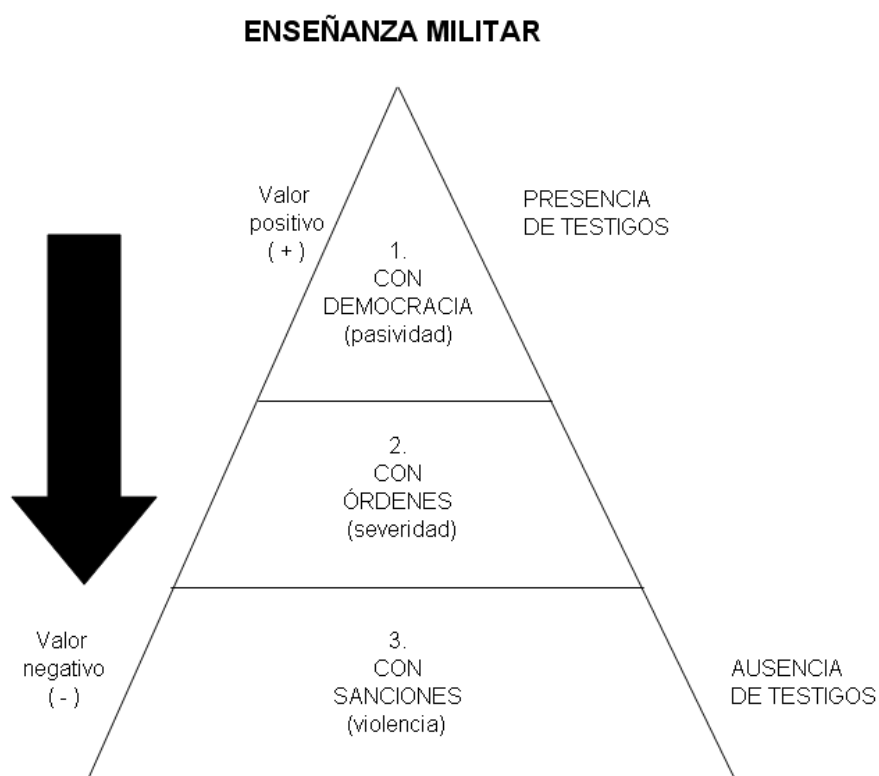 ENSEÑANZA MILITAR
Valor
positivo
( + )
PRESENCIA
DE TESTIGOS
1.
CON
DEMOCRACIA
(pasividad)
2.
CON
ÓRDENES
(severidad)
Valor
negativo
( - )
3.
CON
SANCIONES
(violencia)
AUSENCIA
DE TESTIGOS